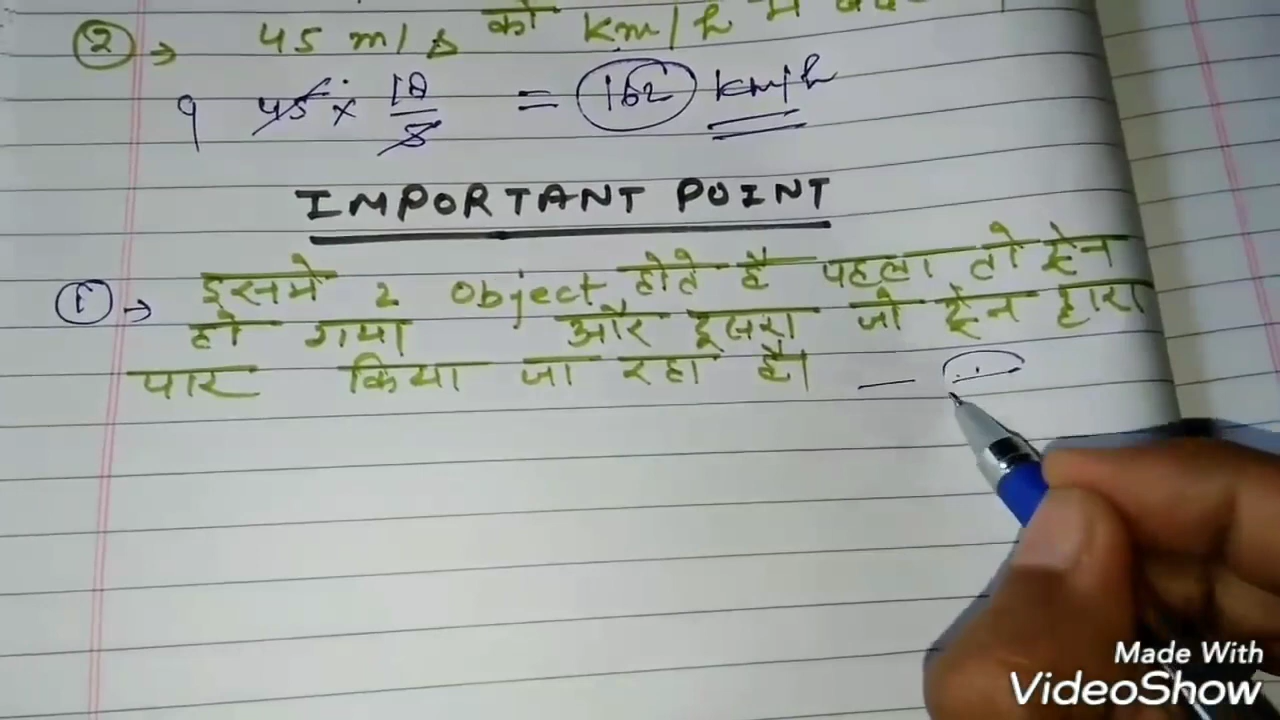 ② → 45 m/s को km/h में
9 45 × 18/5 = 162 km/h
IMPORTANT POINT
① → इसमे 2 object होते है पहला तो ट्रेन
हो गया और दूसरा जो ट्रेन द्वारा
पार किया जा रहा है।
Made With
VideoShow